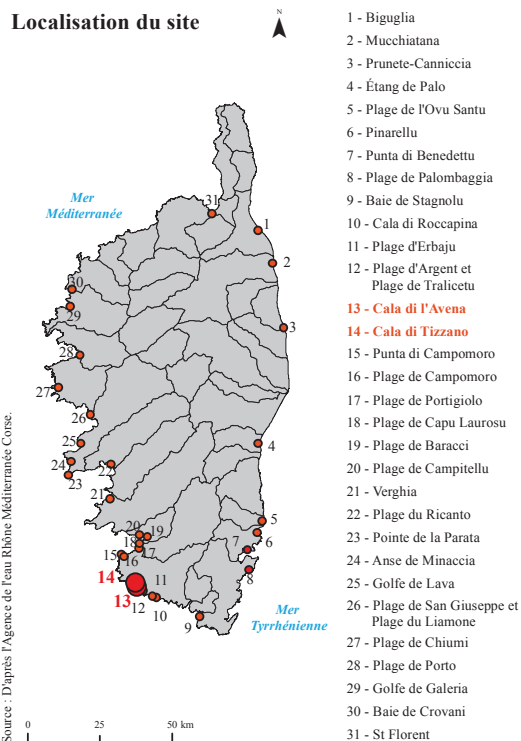 Localisation du site
N
Mer
Méditerranée
Mer
Tyrrhénienne
31
1
2
30
29
3
28
27
26
25
4
24
22
23
21
5
20
19
6
18
7
17
15
16
8
14
11
13
12
10
9
0
25
50 km
Source : D'après l'Agence de l'eau Rhône Méditerranée Corse.
1 - Biguglia
2 - Mucchiatana
3 - Prunete-Canniccia
4 - Étang de Palo
5 - Plage de l'Ovu Santu
6 - Pinarellu
7 - Punta di Benedettu
8 - Plage de Palombaggia
9 - Baie de Stagnolu
10 - Cala di Roccapina
11 - Plage d'Erbaju
12 - Plage d'Argent et
Plage de Tralicetu
13 - Cala di l'Avena
14 - Cala di Tizzano
15 - Punta di Campomoro
16 - Plage de Campomoro
17 - Plage de Portigiolo
18 - Plage de Capu Laurosu
19 - Plage de Baracci
20 - Plage de Campitellu
21 - Verghia
22 - Plage du Ricanto
23 - Pointe de la Parata
24 - Anse de Minaccia
25 - Golfe de Lava
26 - Plage de San Giuseppe et
Plage du Liamone
27 - Plage de Chiumi
28 - Plage de Porto
29 - Golfe de Galeria
30 - Baie de Crovani
31 - St Florent